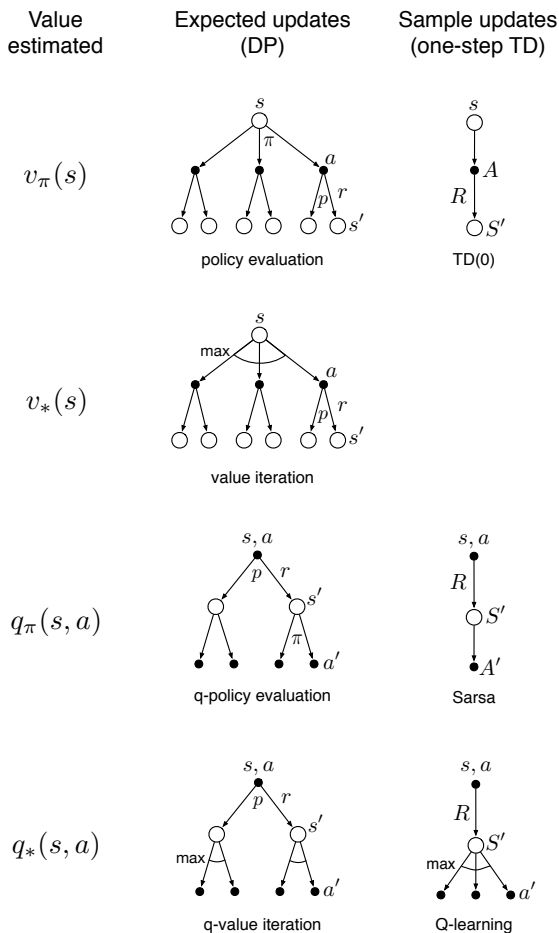 Value estimated
Expected updates (DP)
Sample updates (one-step TD)
vπ(s)
s
π
a
p r
s′
policy evaluation
s
A
R
S′
TD(0)
v*(s)
s
max
a
p r
s′
value iteration
qπ(s, a)
s, a
p r
s′
π
a′
q-policy evaluation
s, a
R
S′
A′
Sarsa
q*(s, a)
s, a
p r
s′
max
a′
q-value iteration
s, a
R
S′
max
a′
Q-learning